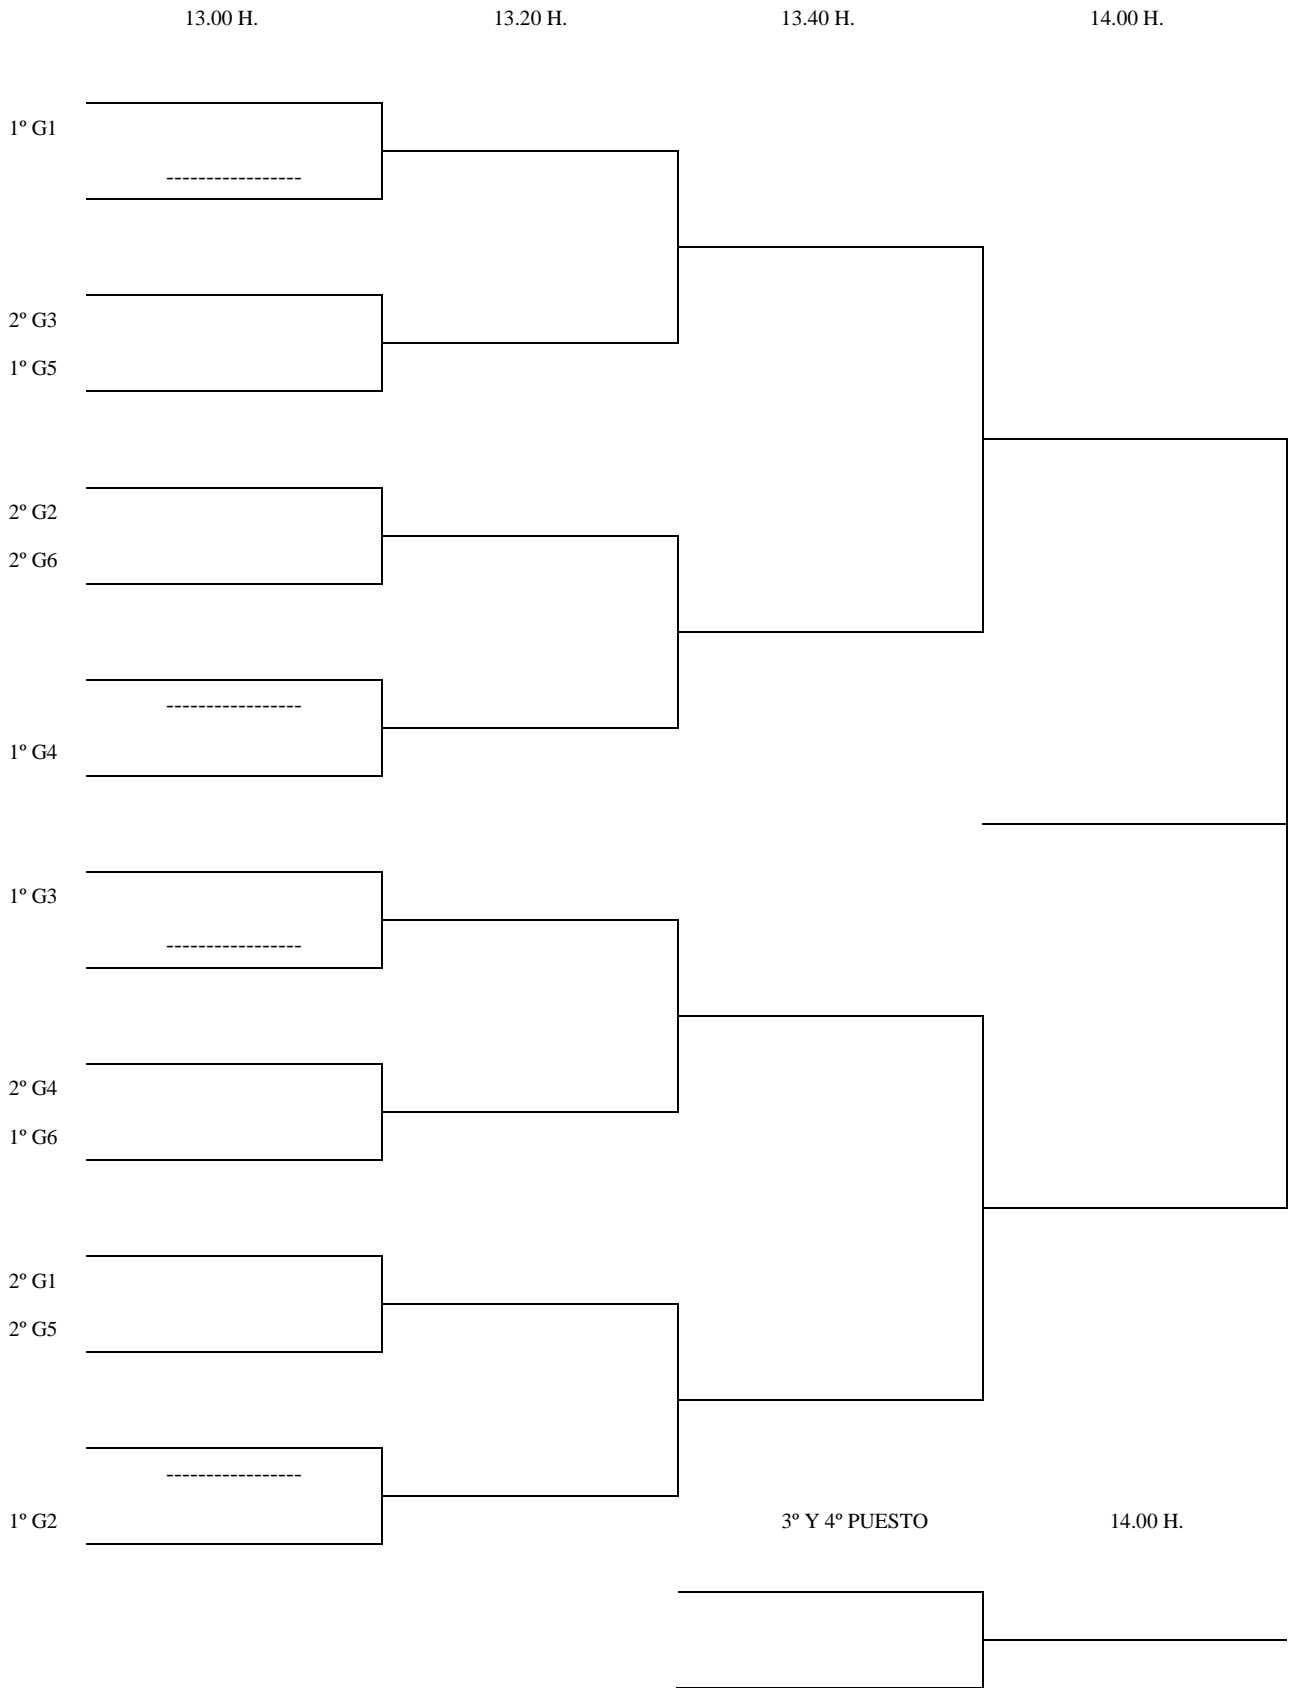 13.00 H. 13.20 H. 13.40 H. 14.00 H.
1º G1
-----------------
2º G3
1º G5
2º G2
2º G6
-----------------
1º G4
1º G3
-----------------
2º G4
1º G6
2º G1
2º G5
-----------------
1º G2 3º Y 4º PUESTO 14.00 H.